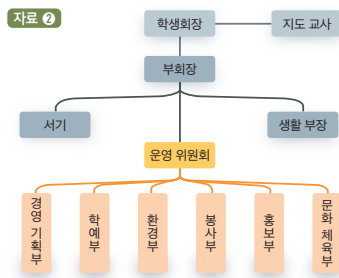 자료 ❷
학생회장
지도 교사
부회장
서기
생활 부장
운영 위원회
경영 기획부
학예부
환경부
봉사부
홍보부
문화 체육부